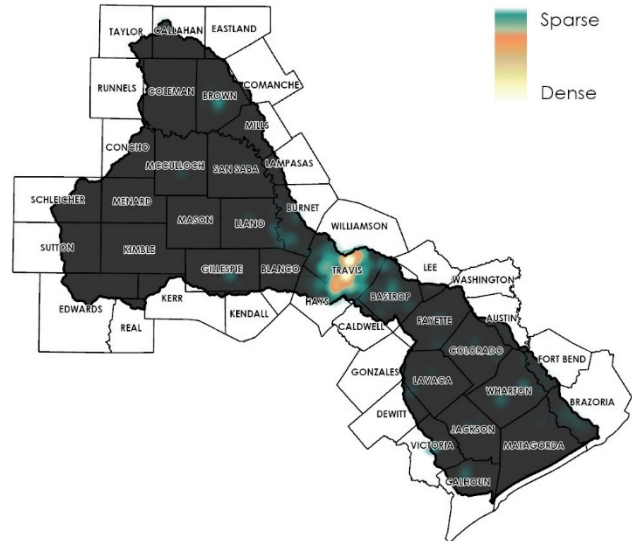 Sparse
Dense
TAYLOR
CALLAHAN
EASTLAND
RUNNELS
COLEMAN
BROWN
COMANCHE
MILLS
CONCHO
MCCULLOCH
SAN SABA
LAMPASAS
SCHLEICHER
MENARD
BURNET
MASON
LLANO
WILLIAMSON
SUTTON
KIMBLE
GILLESPIE
BLANCO
TRAVIS
LEE
WASHINGTON
EDWARDS
KERR
HAYS
BASTROP
REAL
KENDALL
CALDWELL
FAYETTE
AUSTIN
COLORADO
FORT BEND
GONZALES
LAVACA
WHARTON
BRAZORIA
DEWITT
JACKSON
MATAGORDA
VICTORIA
CALHOUN